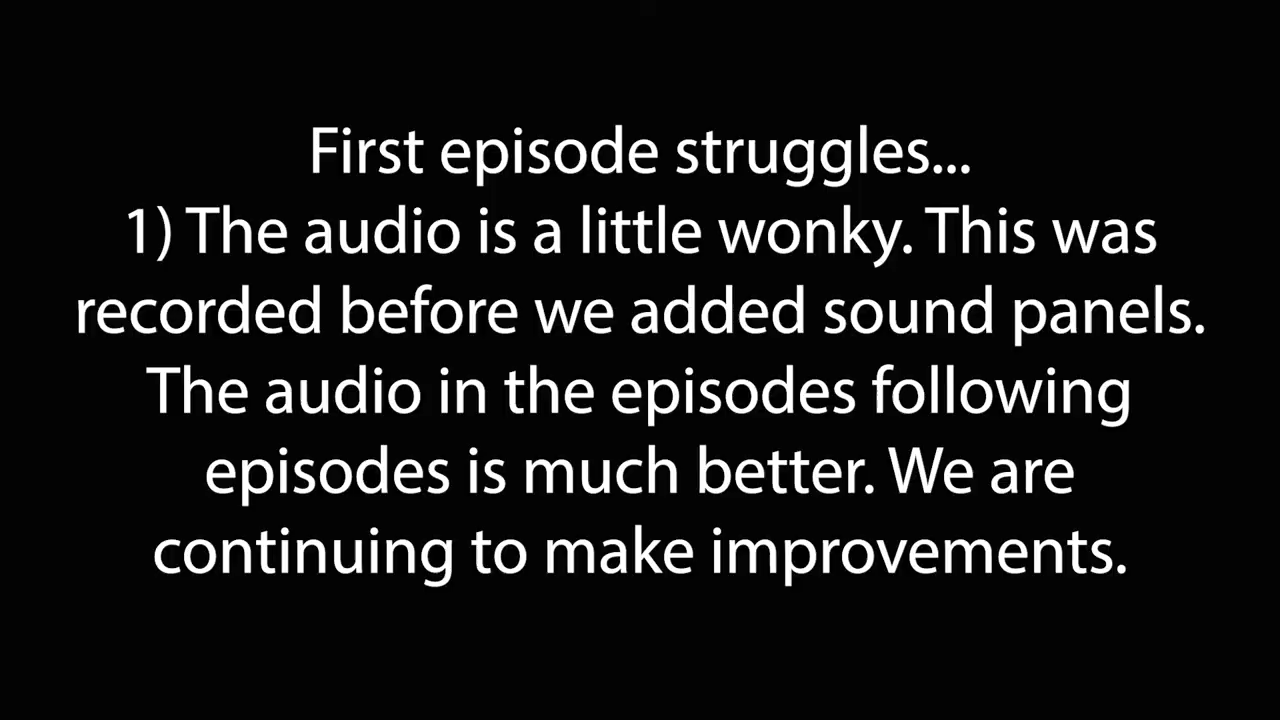 First episode struggles...
1) The audio is a little wonky. This was
recorded before we added sound panels.
The audio in the episodes following
episodes is much better. We are
continuing to make improvements.